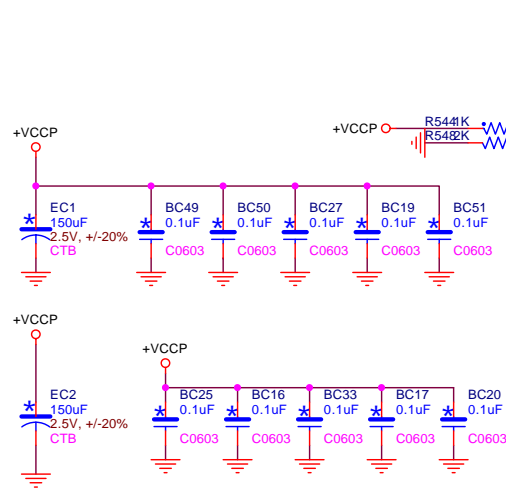 +VCCP
R544 1K
R548 2K
+VCCP
EC1
150uF
2.5V, +/-20%
CTB
BC49
0.1uF
C0603
BC50
0.1uF
C0603
BC27
0.1uF
C0603
BC19
0.1uF
C0603
BC51
0.1uF
C0603
+VCCP
EC2
150uF
2.5V, +/-20%
CTB
+VCCP
BC25
0.1uF
C0603
BC16
0.1uF
C0603
BC33
0.1uF
C0603
BC17
0.1uF
C0603
BC20
0.1uF
C0603